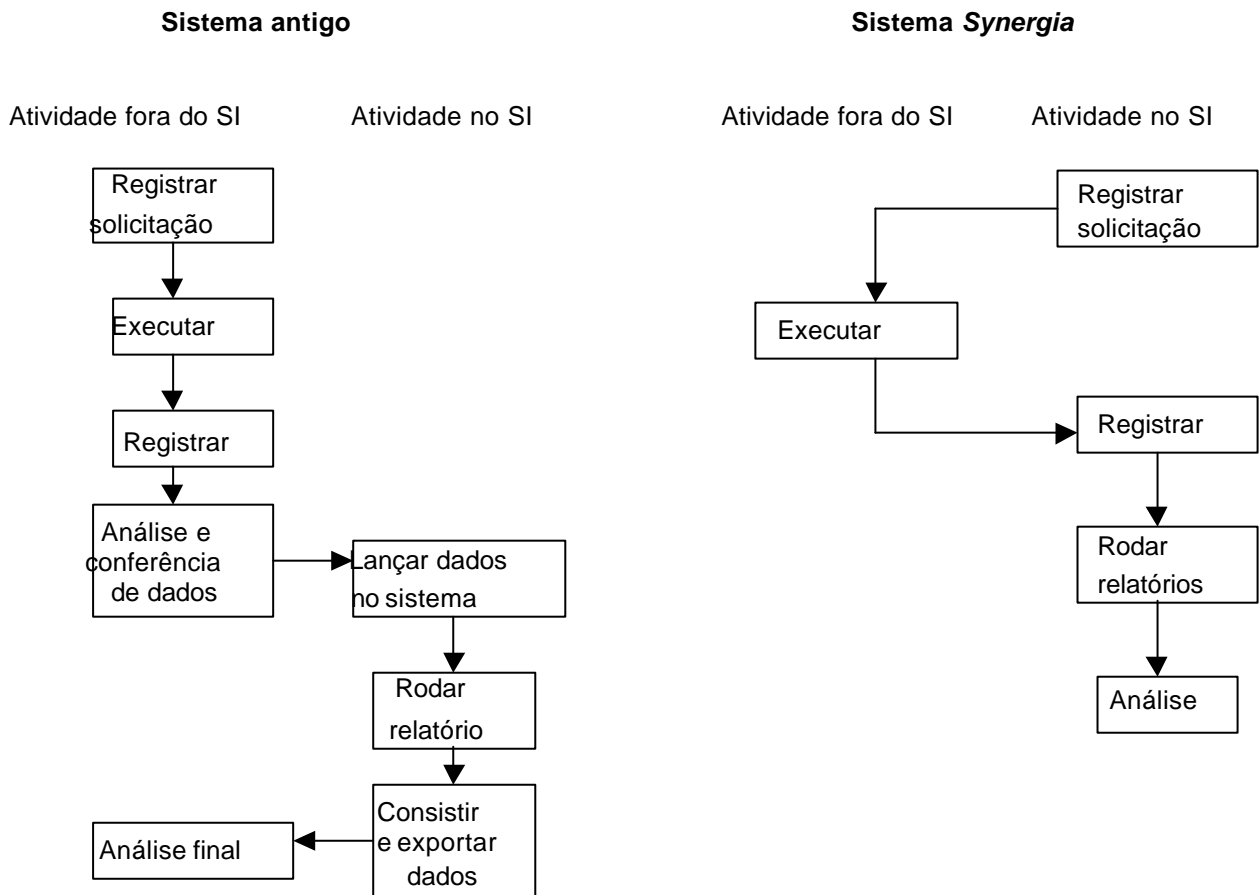 Sistema antigo
Sistema Synergia
Atividade fora do SI
Atividade no SI
Atividade fora do SI
Atividade no SI
Registrar
solicitação
Executar
Registrar
Análise e
conferência
de dados
Lançar dados
no sistema
Rodar
relatório
Consistir
e exportar
dados
Análise final
Registrar
solicitação
Executar
Registrar
Rodar
relatórios
Análise